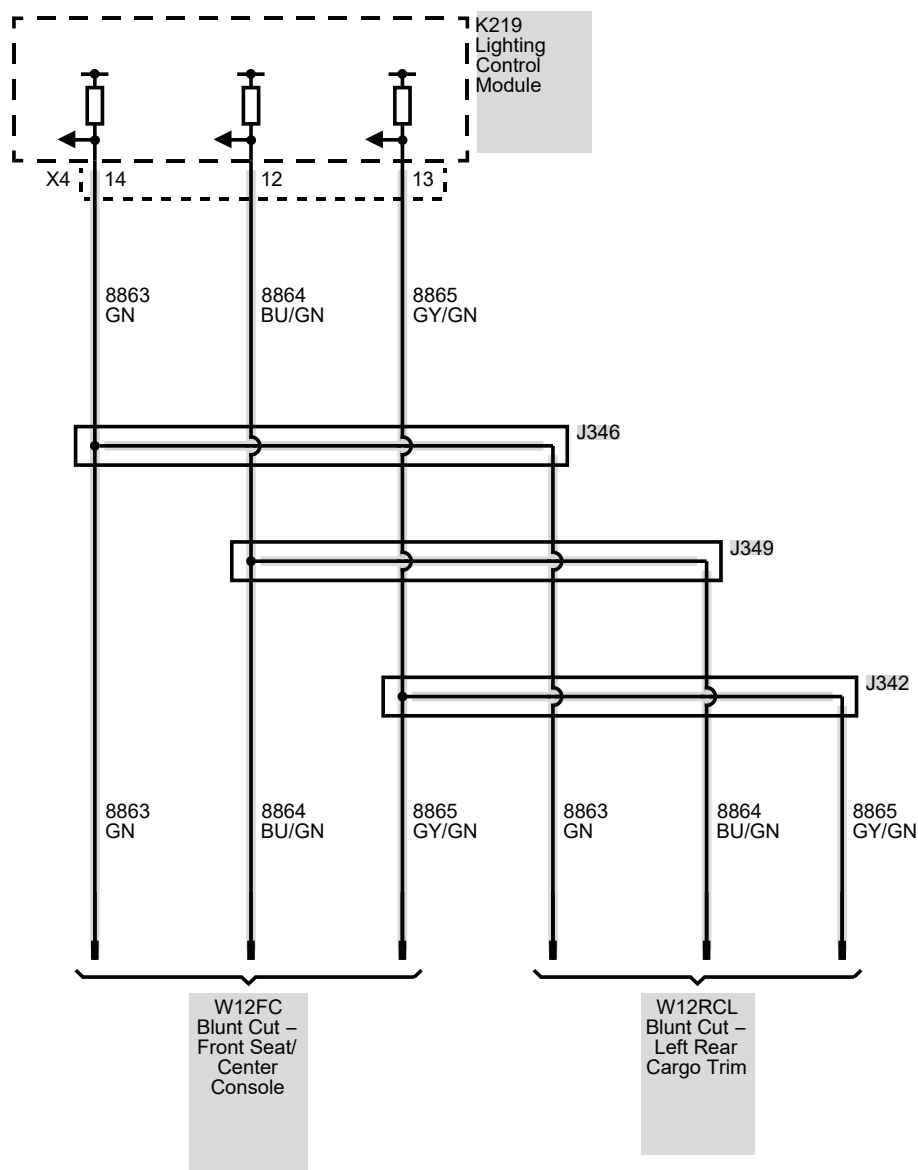 K219
Lighting
Control
Module
X4 14 12 13
8863 8864 8865
GN BU/GN GY/GN
J346
J349
J342
8863 8864 8865 8863 8864 8865
GN BU/GN GY/GN GN BU/GN GY/GN
W12FC
Blunt Cut –
Front Seat/
Center
Console
W12RCL
Blunt Cut –
Left Rear
Cargo Trim